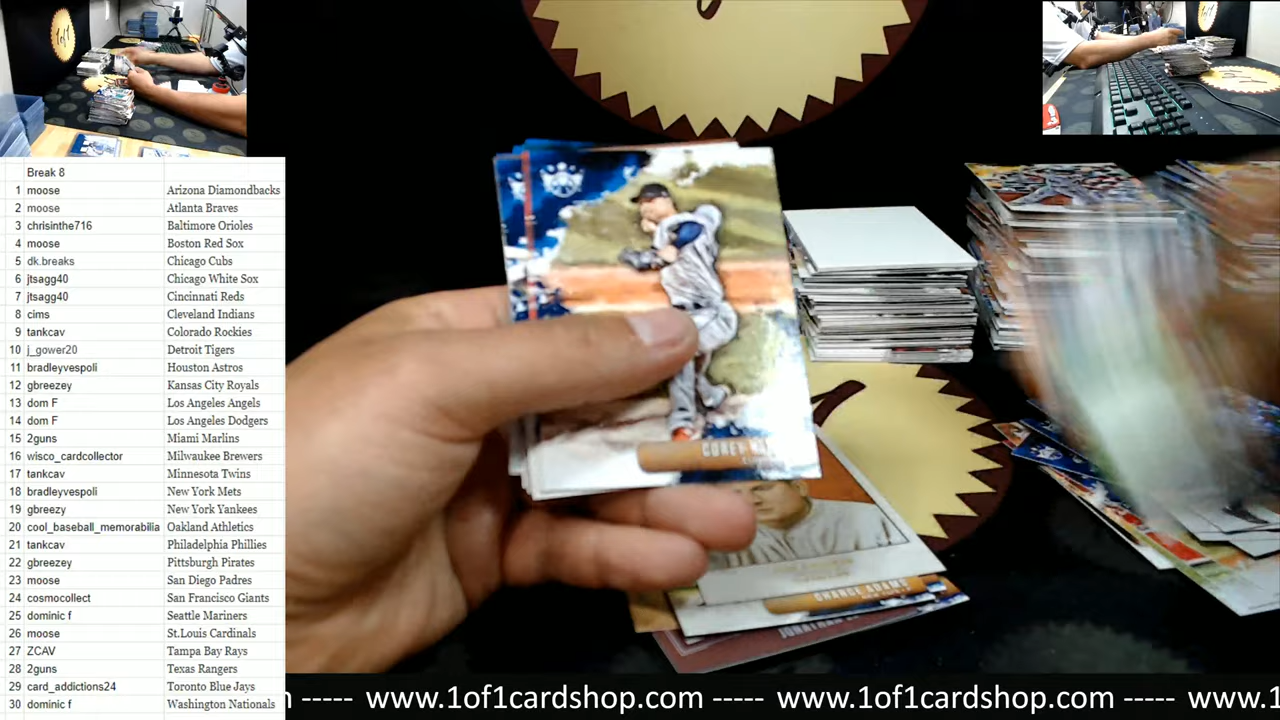 Break 8
1 moose Arizona Diamondbacks
2 moose Atlanta Braves
3 chrisinthe716 Baltimore Orioles
4 moose Boston Red Sox
5 dk.breaks Chicago Cubs
6 jtsagg40 Chicago White Sox
7 jtsagg40 Cincinnati Reds
8 cims Cleveland Indians
9 tankcav Colorado Rockies
10 j_gower20 Detroit Tigers
11 bradleyvespoli Houston Astros
12 gbreezey Kansas City Royals
13 dom F Los Angeles Angels
14 dom F Los Angeles Dodgers
15 2guns Miami Marlins
16 wisco_cardcollector Milwaukee Brewers
17 tankcav Minnesota Twins
18 bradleyvespoli New York Mets
19 gbreezy New York Yankees
20 cool_baseball_memorabilia Oakland Athletics
21 tankcav Philadelphia Phillies
22 gbreezey Pittsburgh Pirates
23 moose San Diego Padres
24 cosmocollect San Francisco Giants
25 dominic f Seattle Mariners
26 moose St.Louis Cardinals
27 ZCAV Tampa Bay Rays
28 2guns Texas Rangers
29 card_addictions24 Toronto Blue Jays
30 dominic f Washington Nationals
COREY
CHANCE ADAMS
JONATHAN
m ----- www.1of1cardshop.com ----- www.1of1cardshop.com ----- www.1